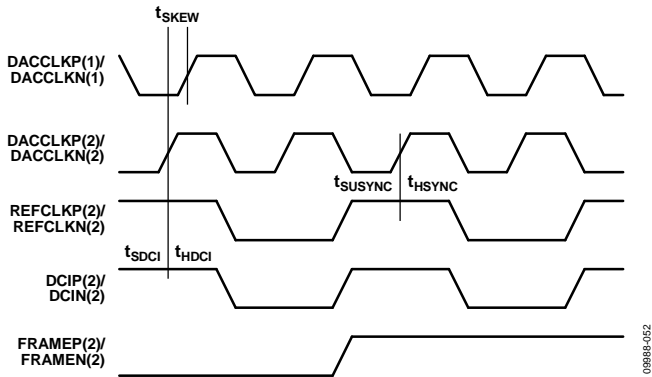 tSKEW
DACCLKP(1)/
DACCLKN(1)
DACCLKP(2)/
DACCLKN(2)
tSUSYNC tHSYNC
REFCLKP(2)/
REFCLKN(2)
tSDCI tHDCI
DCIP(2)/
DCIN(2)
FRAMEP(2)/
FRAMEN(2)
09988-052